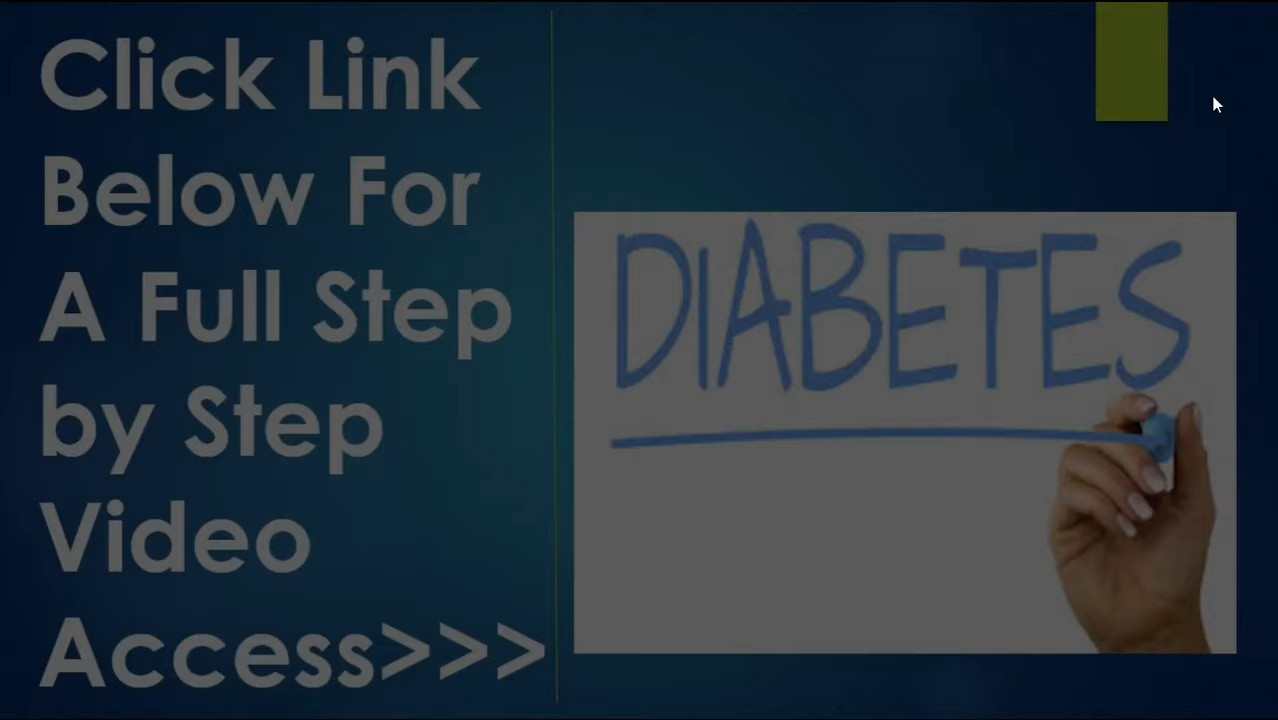 Click Link
Below For
A Full Step
by Step
Video
Access>>>
DIABETES